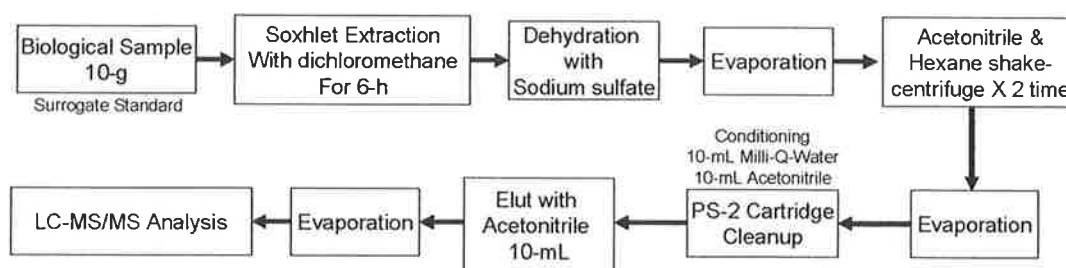 Biological Sample
10-g
Surrogate Standard
Soxhlet Extraction
With dichloromethane
For 6-h
Dehydration
with
Sodium sulfate
Evaporation
Acetonitrile &
Hexane shake-
centrifuge X 2 time
Evaporation
Conditioning
10-mL Milli-Q-Water
10-mL Acetonitrile
PS-2 Cartridge
Cleanup
Elut with
Acetonitrile
10-mL
Evaporation
LC-MS/MS Analysis